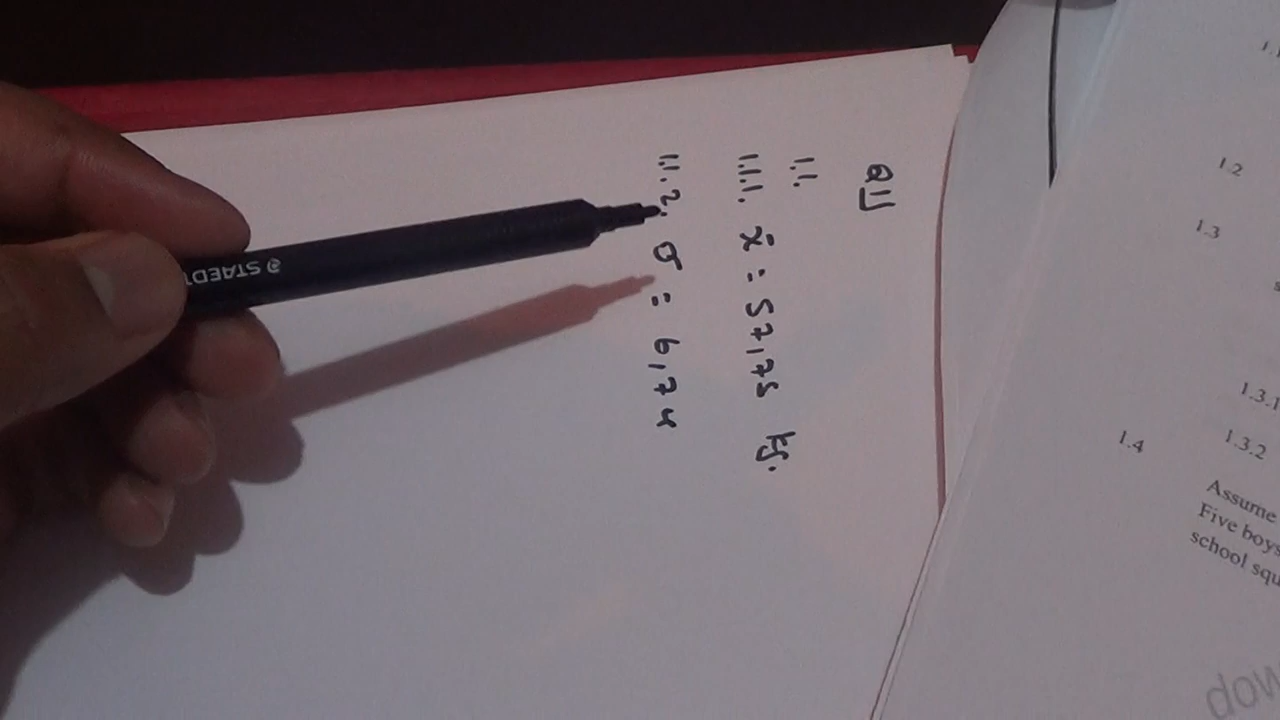 Q1
1.1.
1.1.1. x̄ = 57,75 kg.
1.1.2. σ = 6,74
STAEDT
1.2
1.3
1.3.1
1.3.2
1.4
Assume
Five boys
school squ
dow